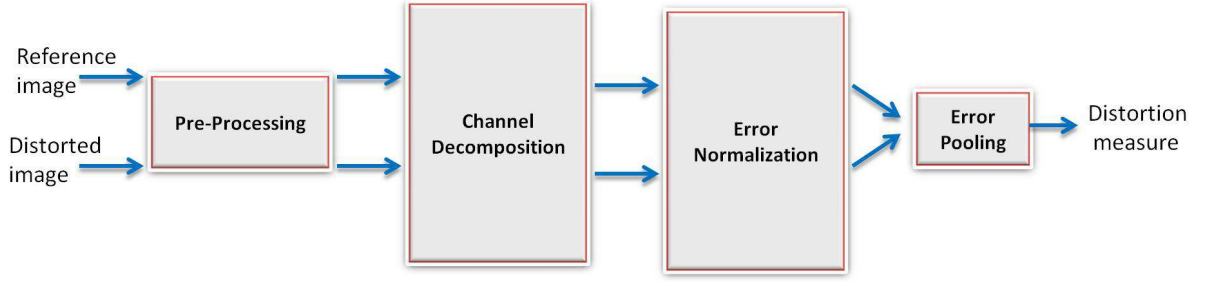 Reference
image
Distorted
image
Pre-Processing
Channel
Decomposition
Error
Normalization
Error
Pooling
Distortion
measure